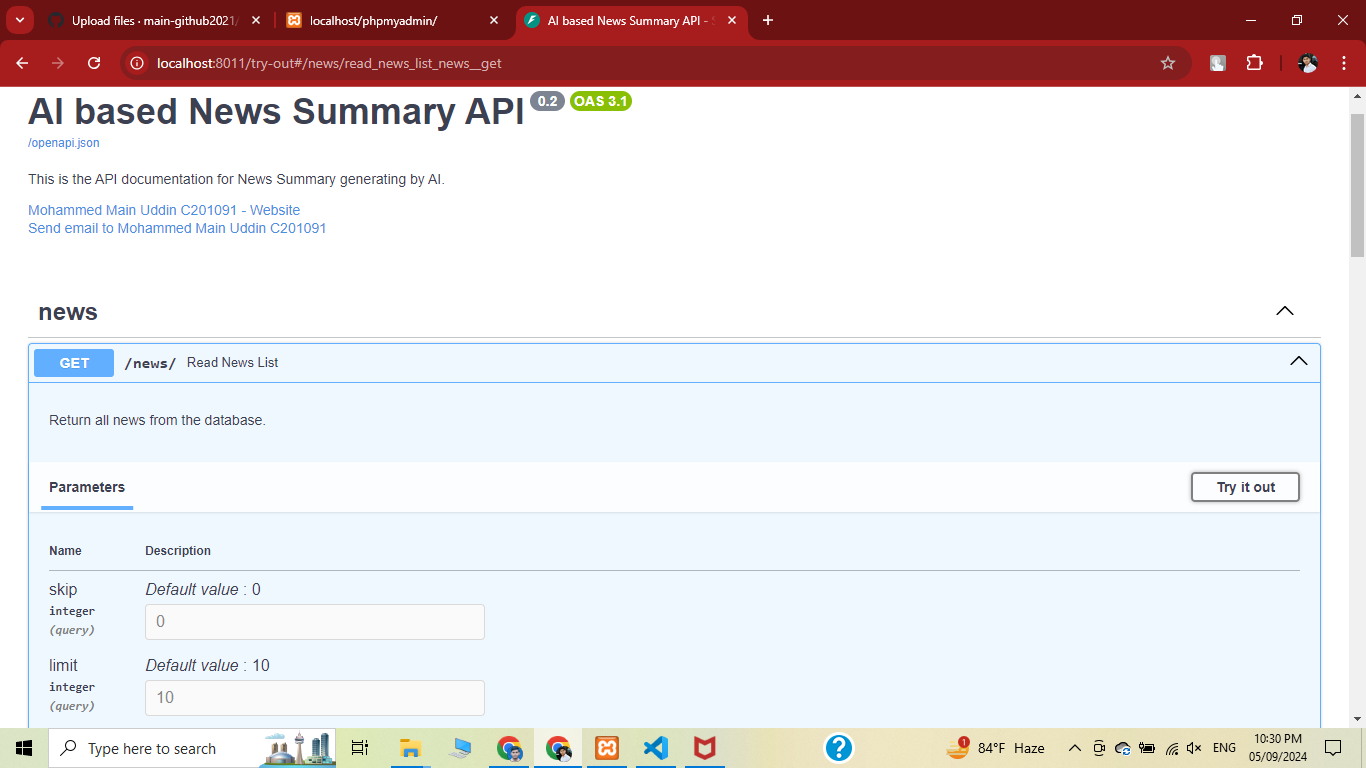 Upload files · main-github2021/
localhost/phpmyadmin/
AI based News Summary API -
localhost:8011/try-out#/news/read_news_list_news__get
AI based News Summary API 0.2 OAS 3.1
/openapi.json
This is the API documentation for News Summary generating by AI.
Mohammed Main Uddin C201091 - Website
Send email to Mohammed Main Uddin C201091
news
GET /news/ Read News List
Return all news from the database.
Parameters
Try it out
Name Description
skip Default value : 0
integer 0
(query)
limit Default value : 10
integer 10
(query)
Type here to search
1 84°F Haze
ENG
10:30 PM
05/09/2024